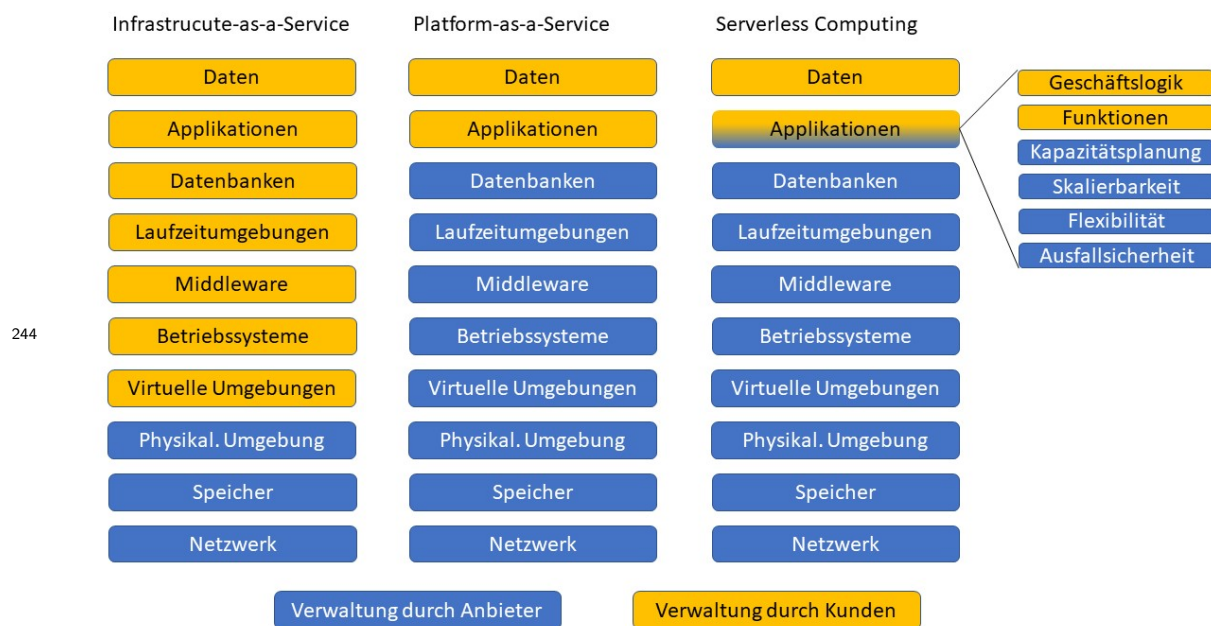 Infrastrucute-as-a-Service
Platform-as-a-Service
Serverless Computing
Daten
Daten
Daten
Geschäftslogik
Applikationen
Applikationen
Applikationen
Funktionen
Kapazitätsplanung
Datenbanken
Datenbanken
Datenbanken
Skalierbarkeit
Laufzeitumgebungen
Laufzeitumgebungen
Laufzeitumgebungen
Flexibilität
Ausfallsicherheit
Middleware
Middleware
Middleware
244
Betriebssysteme
Betriebssysteme
Betriebssysteme
Virtuelle Umgebungen
Virtuelle Umgebungen
Virtuelle Umgebungen
Physikal. Umgebung
Physikal. Umgebung
Physikal. Umgebung
Speicher
Speicher
Speicher
Netzwerk
Netzwerk
Netzwerk
Verwaltung durch Anbieter
Verwaltung durch Kunden